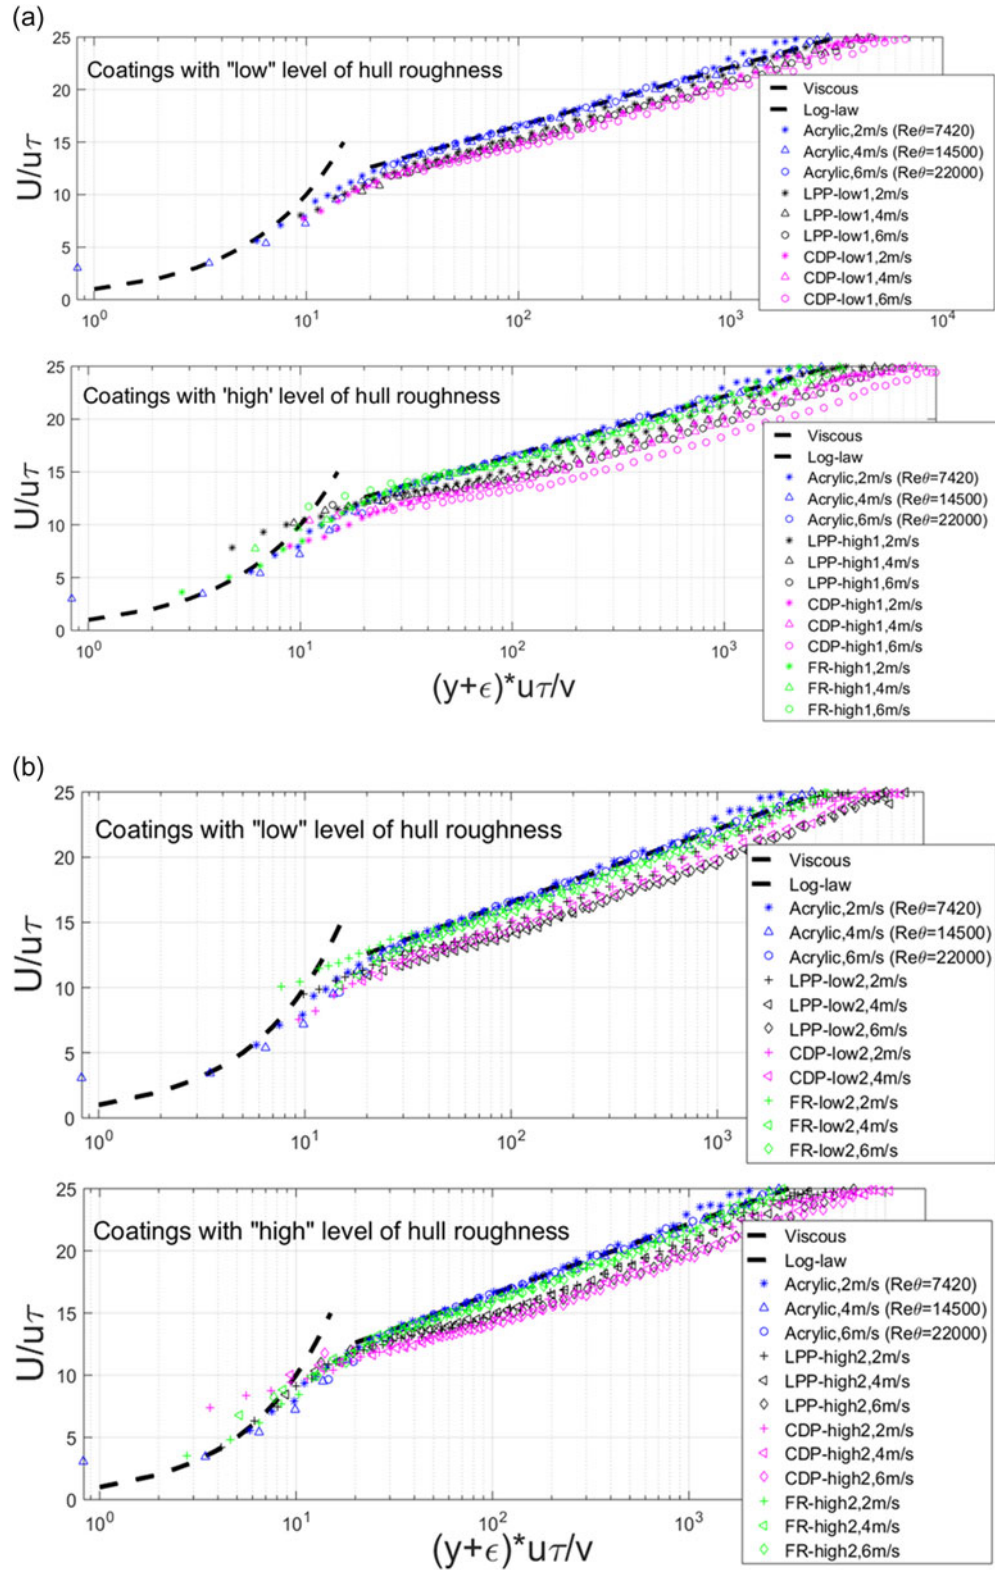 (a)
25
20
15
10
5
0
U/uτ
Coatings with "low" level of hull roughness
Viscous
Log-law
Acrylic,2m/s (Reθ=7420)
Acrylic,4m/s (Reθ=14500)
Acrylic,6m/s (Reθ=22000)
LPP-low1,2m/s
LPP-low1,4m/s
LPP-low1,6m/s
CDP-low1,2m/s
CDP-low1,4m/s
CDP-low1,6m/s
10⁰ 10¹ 10² 10³ 10⁴
25
20
15
10
5
0
U/uτ
Coatings with 'high' level of hull roughness
Viscous
Log-law
Acrylic,2m/s (Reθ=7420)
Acrylic,4m/s (Reθ=14500)
Acrylic,6m/s (Reθ=22000)
LPP-high1,2m/s
LPP-high1,4m/s
LPP-high1,6m/s
CDP-high1,2m/s
CDP-high1,4m/s
CDP-high1,6m/s
FR-high1,2m/s
FR-high1,4m/s
FR-high1,6m/s
10⁰ 10¹ 10² 10³
(y+ϵ)*uτ/v
(b)
25
20
15
10
5
0
U/uτ
Coatings with "low" level of hull roughness
Viscous
Log-law
Acrylic,2m/s (Reθ=7420)
Acrylic,4m/s (Reθ=14500)
Acrylic,6m/s (Reθ=22000)
LPP-low2,2m/s
LPP-low2,4m/s
LPP-low2,6m/s
CDP-low2,2m/s
CDP-low2,4m/s
FR-low2,2m/s
FR-low2,4m/s
FR-low2,6m/s
10⁰ 10¹ 10² 10³
25
20
15
10
5
0
U/uτ
Coatings with "high" level of hull roughness
Viscous
Log-law
Acrylic,2m/s (Reθ=7420)
Acrylic,4m/s (Reθ=14500)
Acrylic,6m/s (Reθ=22000)
LPP-high2,2m/s
LPP-high2,4m/s
LPP-high2,6m/s
CDP-high2,2m/s
CDP-high2,4m/s
CDP-high2,6m/s
FR-high2,2m/s
FR-high2,4m/s
FR-high2,6m/s
10⁰ 10¹ 10² 10³
(y+ϵ)*uτ/v